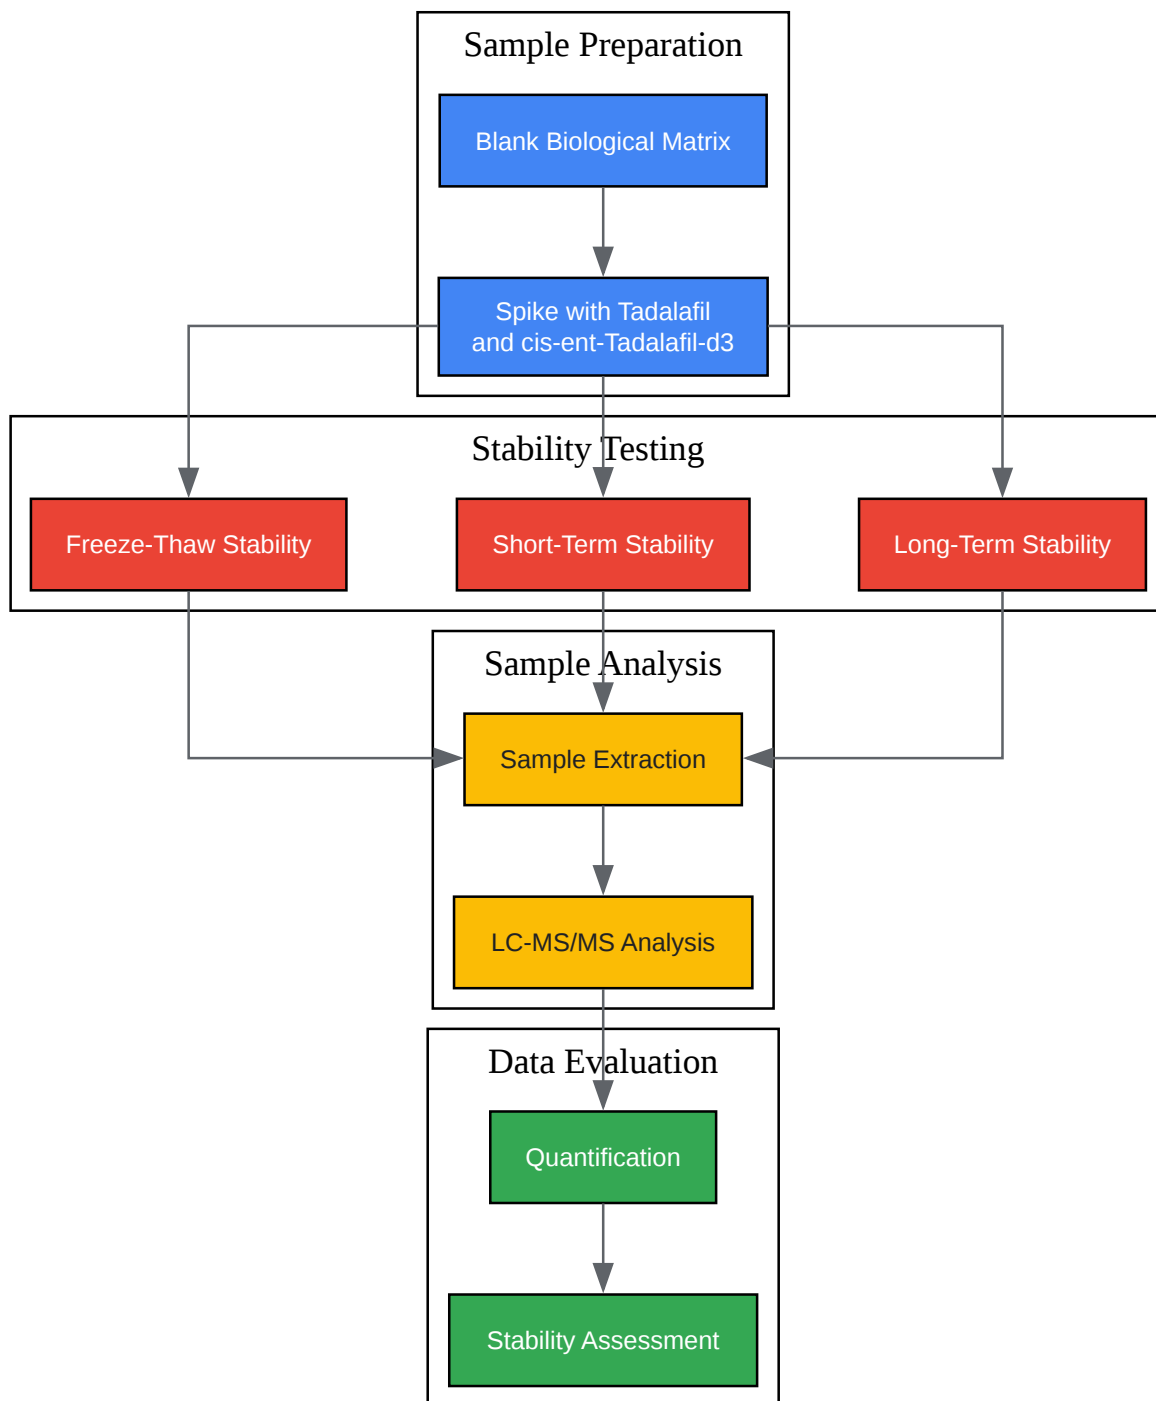 Sample Preparation
Blank Biological Matrix
Spike with Tadalafil
and cis-ent-Tadalafil-d3
Stability Testing
Freeze-Thaw Stability
Short-Term Stability
Long-Term Stability
Sample Analysis
Sample Extraction
LC-MS/MS Analysis
Data Evaluation
Quantification
Stability Assessment